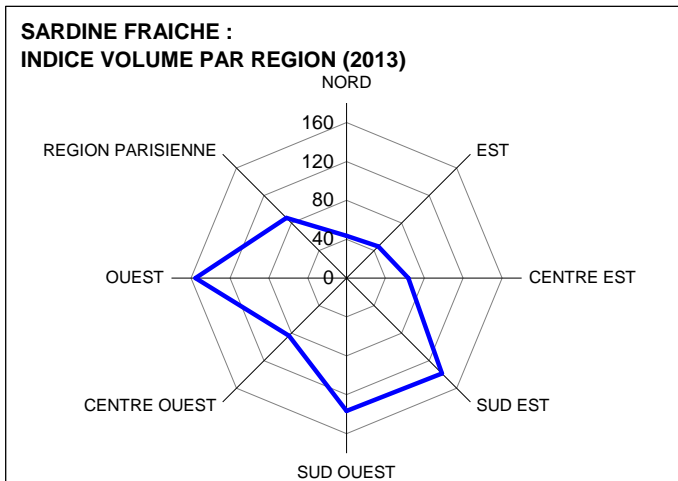 SARDINE FRAICHE :
INDICE VOLUME PAR REGION (2013)
NORD
160
REGION PARISIENNE
EST
120
80
40
OUEST
0
CENTRE EST
CENTRE OUEST
SUD EST
SUD OUEST